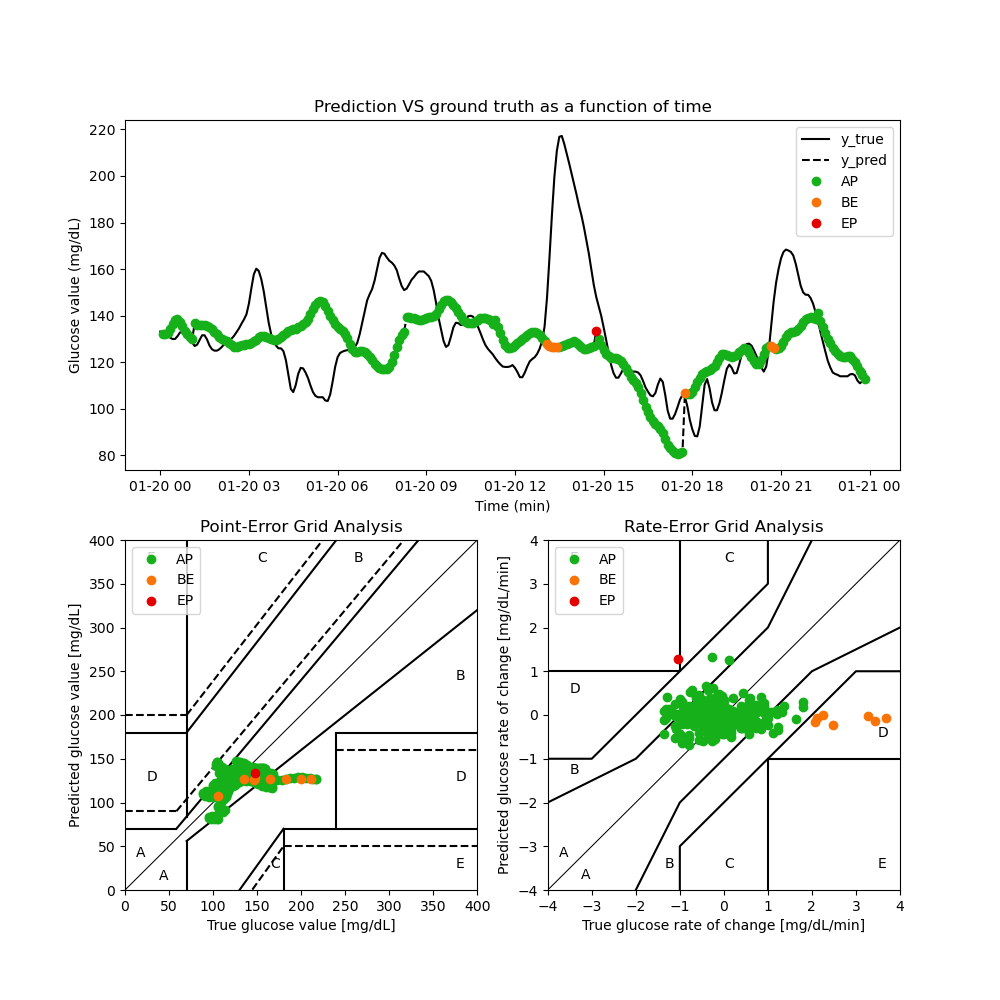 Prediction VS ground truth as a function of time
Glucose value (mg/dL)
220
200
180
160
140
120
100
80
y_true
y_pred
AP
BE
EP
01-20 00 01-20 03 01-20 06 01-20 09 01-20 12 01-20 15 01-20 18 01-20 21 01-21 00
Time (min)
Point-Error Grid Analysis
Predicted glucose value [mg/dL]
400
350
300
250
200
150
100
50
0
AP
BE
EP
C
B
B
D
D
A
A
C
E
0 50 100 150 200 250 300 350 400
True glucose value [mg/dL]
Rate-Error Grid Analysis
Predicted glucose rate of change [mg/dL/min]
4
3
2
1
0
−1
−2
−3
−4
AP
BE
EP
C
D
D
B
A
A
B
C
E
−4 −3 −2 −1 0 1 2 3 4
True glucose rate of change [mg/dL/min]